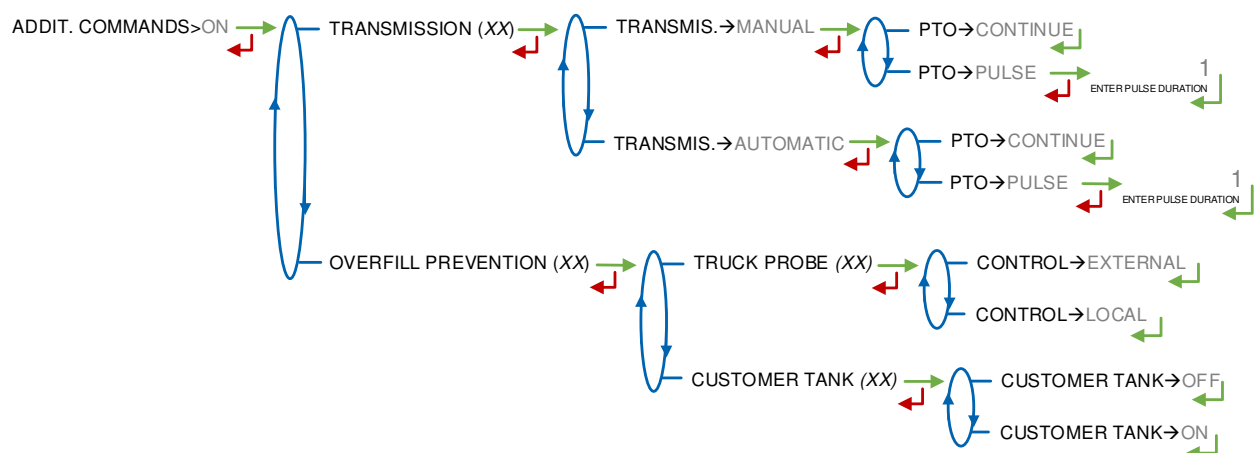 ADDIT. COMMANDS>ON
TRANSMISSION (XX)
TRANSMIS.→MANUAL
PTO→CONTINUE
PTO→PULSE
1
ENTER PULSE DURATION
TRANSMIS.→AUTOMATIC
PTO→CONTINUE
PTO→PULSE
1
ENTER PULSE DURATION
OVERFILL PREVENTION (XX)
TRUCK PROBE (XX)
CONTROL→EXTERNAL
CONTROL→LOCAL
CUSTOMER TANK (XX)
CUSTOMER TANK→OFF
CUSTOMER TANK→ON